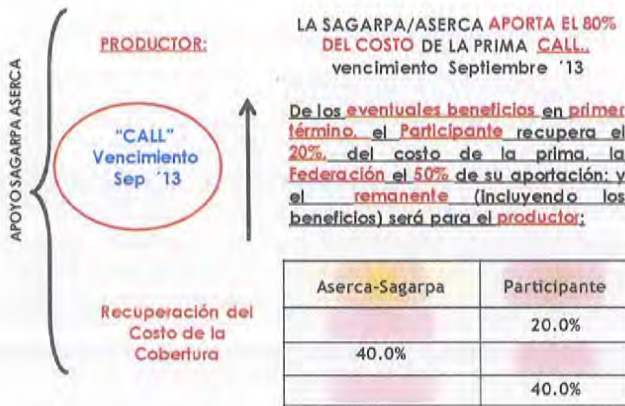 APOYO SAGARPA ASERCA
PRODUCTOR:
"CALL"
Vencimiento
Sep ´13
Recuperación del
Costo de la
Cobertura
LA SAGARPA/ASERCA APORTA EL 80%
DEL COSTO DE LA PRIMA CALL.,
vencimiento Septiembre ´13
De los eventuales beneficios en primer
término, el Participante recupera el
20%, del costo de la prima, la
Federación el 50% de su aportación; y
el remanente (incluyendo los
beneficios) será para el productor:
Aserca-Sagarpa Participante
20.0%
40.0%
40.0%